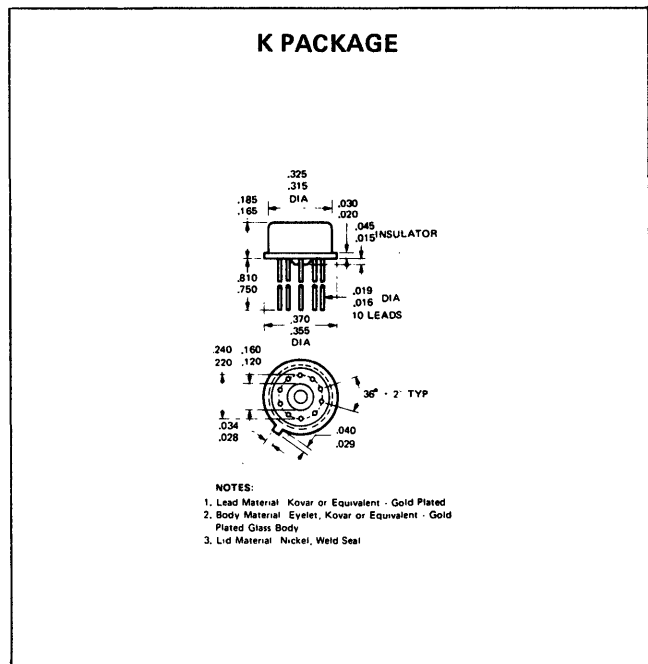 K PACKAGE
.325
.315
DIA
.185
.165
.030
.020
.045
.015
INSULATOR
.810
.750
.019
.016
DIA
10 LEADS
.370
.355
DIA
.240
220
.160
.120
36° · 2° TYP
.034
.028
.040
.029
NOTES:
1. Lead Material Kovar or Equivalent - Gold Plated
2. Body Material Eyelet, Kovar or Equivalent - Gold
Plated Glass Body
3. Lid Material Nickel, Weld Seal